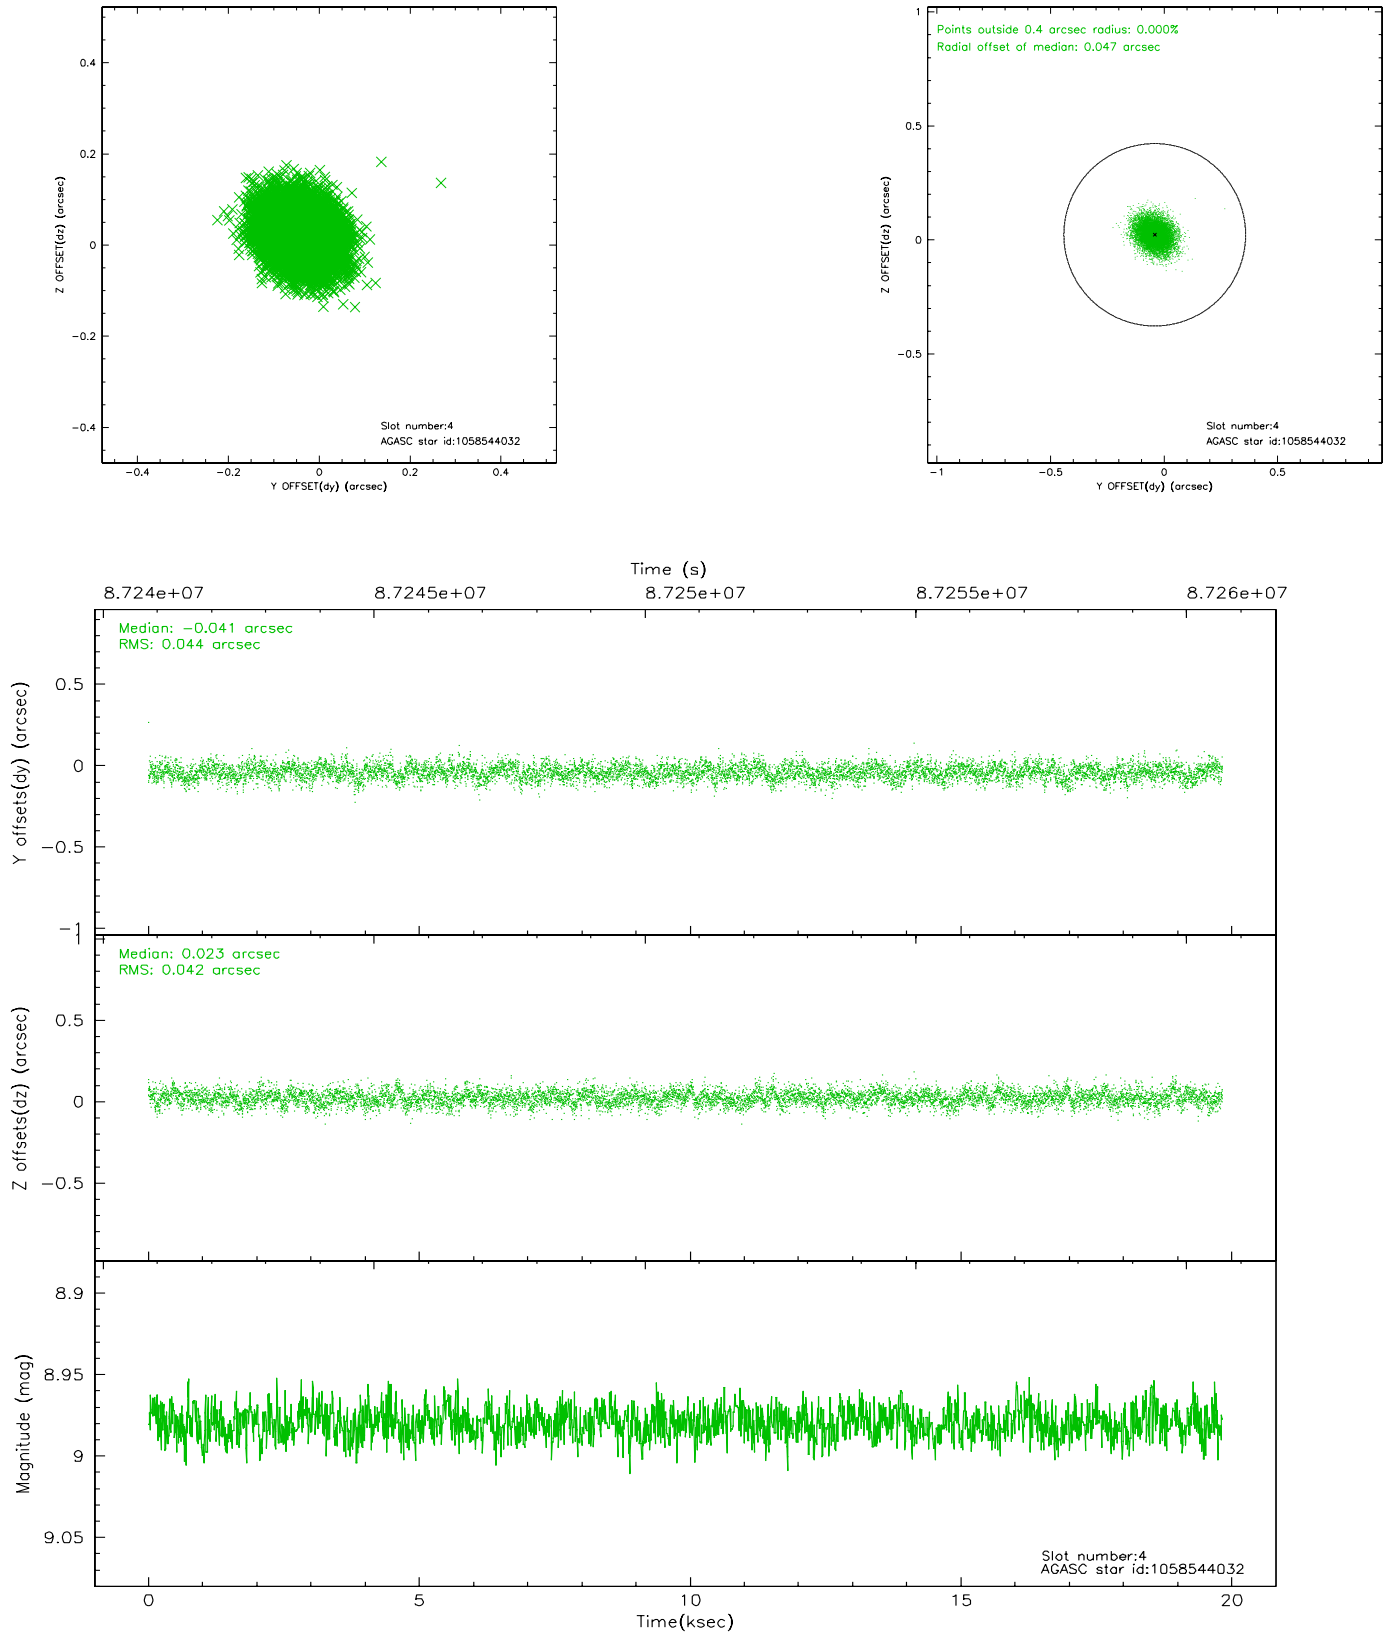 0.4
0.2
0
−0.2
−0.4
Z OFFSET(dz) (arcsec)
Slot number:4
AGASC star id:1058544032
−0.4 −0.2 0 0.2 0.4
Y OFFSET(dy) (arcsec)
Points outside 0.4 arcsec radius: 0.000%
Radial offset of median: 0.047 arcsec
1
0.5
0
−0.5
Z OFFSET(dz) (arcsec)
Slot number:4
AGASC star id:1058544032
−1 −0.5 0 0.5
Y OFFSET(dy) (arcsec)
Time (s)
8.724e+07 8.7245e+07 8.725e+07 8.7255e+07 8.726e+07
Median: −0.041 arcsec
RMS: 0.044 arcsec
0.5
0
−0.5
−1
Y offsets(dy) (arcsec)
Median: 0.023 arcsec
RMS: 0.042 arcsec
1
0.5
0
−0.5
Z offsets(dz) (arcsec)
8.9
8.95
9
9.05
Magnitude (mag)
Slot number:4
AGASC star id:1058544032
0 5 10 15 20
Time(ksec)